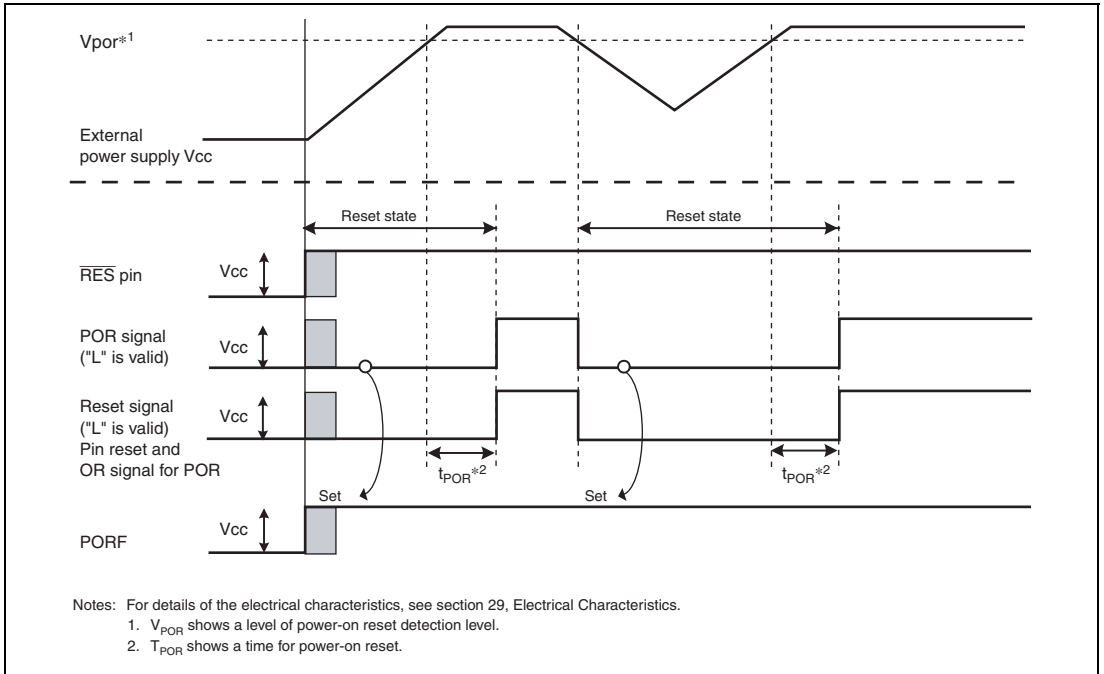 Vpor*1
External
power supply Vcc
Reset state
Reset state
RES pin
Vcc
POR signal
("L" is valid)
Vcc
Reset signal
("L" is valid)
Pin reset and
OR signal for POR
Vcc
tPOR*2
tPOR*2
Set
Set
PORF
Vcc
Notes: For details of the electrical characteristics, see section 29, Electrical Characteristics.
1. VPOR shows a level of power-on reset detection level.
2. TPOR shows a time for power-on reset.